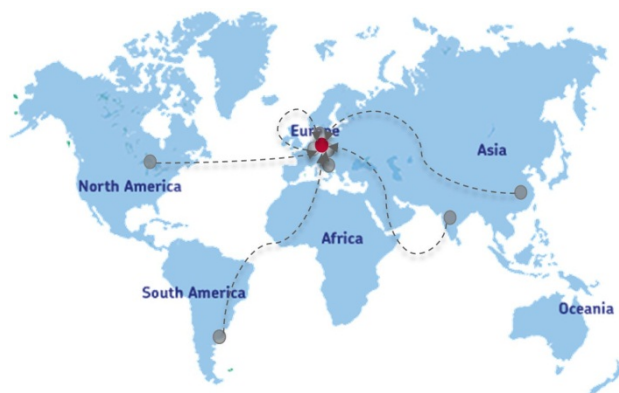 Europe
Asia
North America
Africa
South America
Oceania